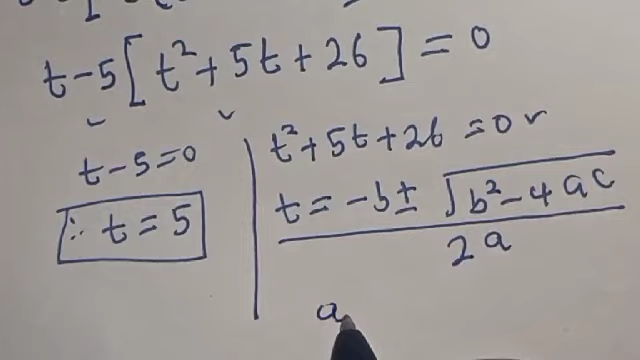 t-5[t²+5t+26]=0
t-5=0
∴ t=5
t²+5t+26=0
t = -b± √b²-4ac
2a
a